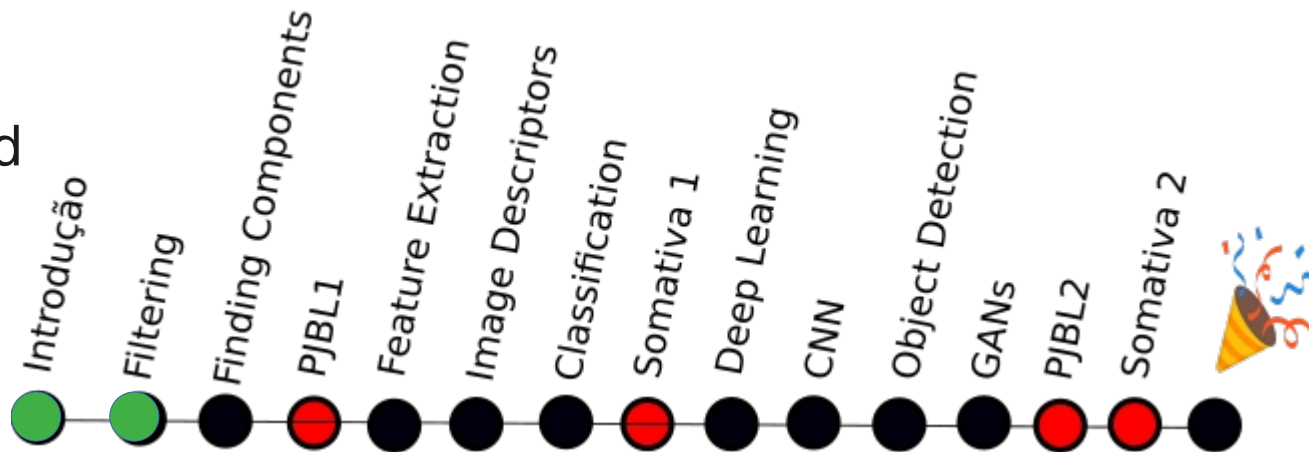 d
Introdução
Filtering
Finding Components
PJBL1
Feature Extraction
Image Descriptors
Classification
Somativa 1
Deep Learning
CNN
Object Detection
GANs
PJBL2
Somativa 2